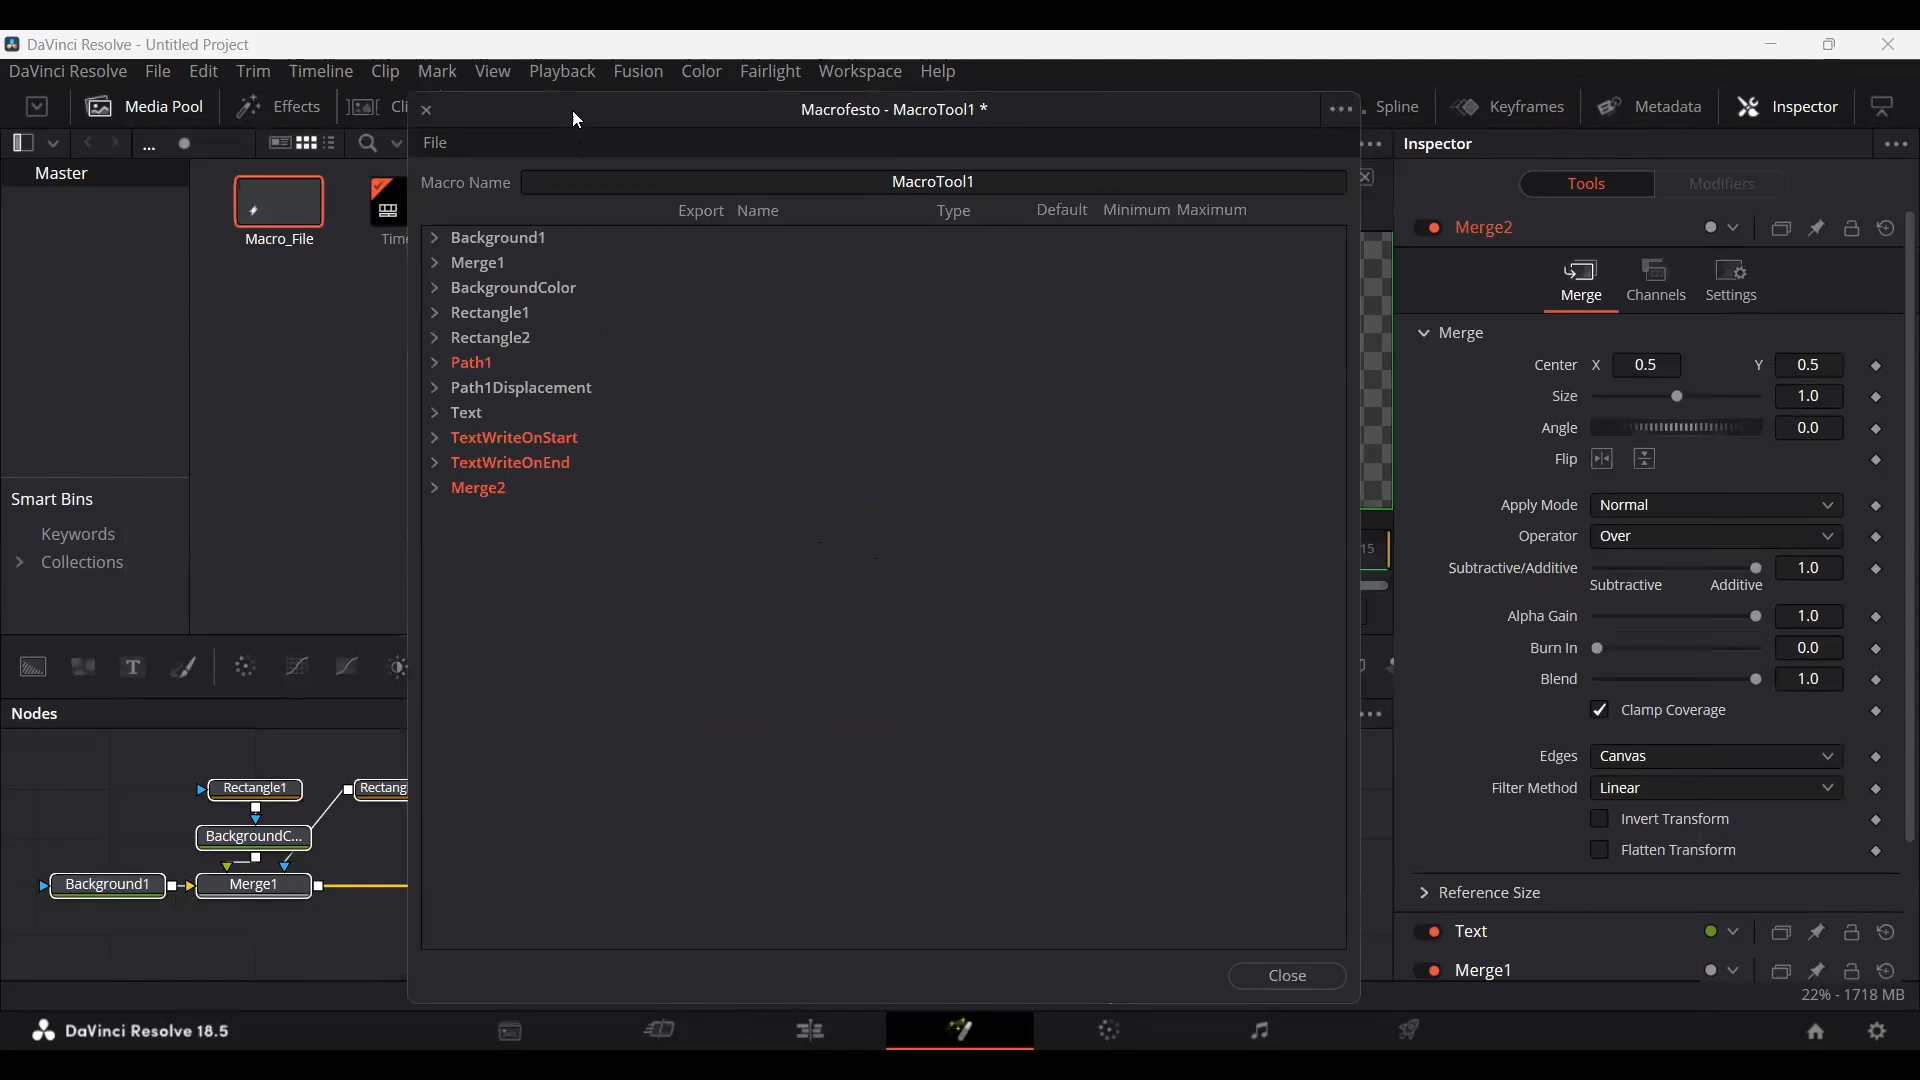 DaVinci Resolve - Untitled Project
DaVinci Resolve File Edit Trim Timeline Clip Mark View Playback Fusion Color Fairlight Workspace Help
Media Pool Effects Spline Keyframes Metadata Inspector
Macrofesto - MacroTool1 *
...
Master
Macro_File
Smart Bins
Keywords
Collections
File
Macro Name MacroTool1
Export Name Type Default Minimum Maximum
Background1
Merge1
BackgroundColor
Rectangle1
Rectangle2
Path1
Path1Displacement
Text
TextWriteOnStart
TextWriteOnEnd
Merge2
Close
15
Inspector
Tools Modifiers
Merge2
Merge Channels Settings
Merge
Center X 0.5 Y 0.5
Size 1.0
Angle 0.0
Flip
Apply Mode Normal
Operator Over
Subtractive/Additive 1.0
Subtractive Additive
Alpha Gain 1.0
Burn In 0.0
Blend 1.0
Clamp Coverage
Edges Canvas
Filter Method Linear
Invert Transform
Flatten Transform
Reference Size
Text
Merge1
22% - 1718 MB
T
Nodes
Rectangle1
BackgroundC...
Background1 Merge1
DaVinci Resolve 18.5